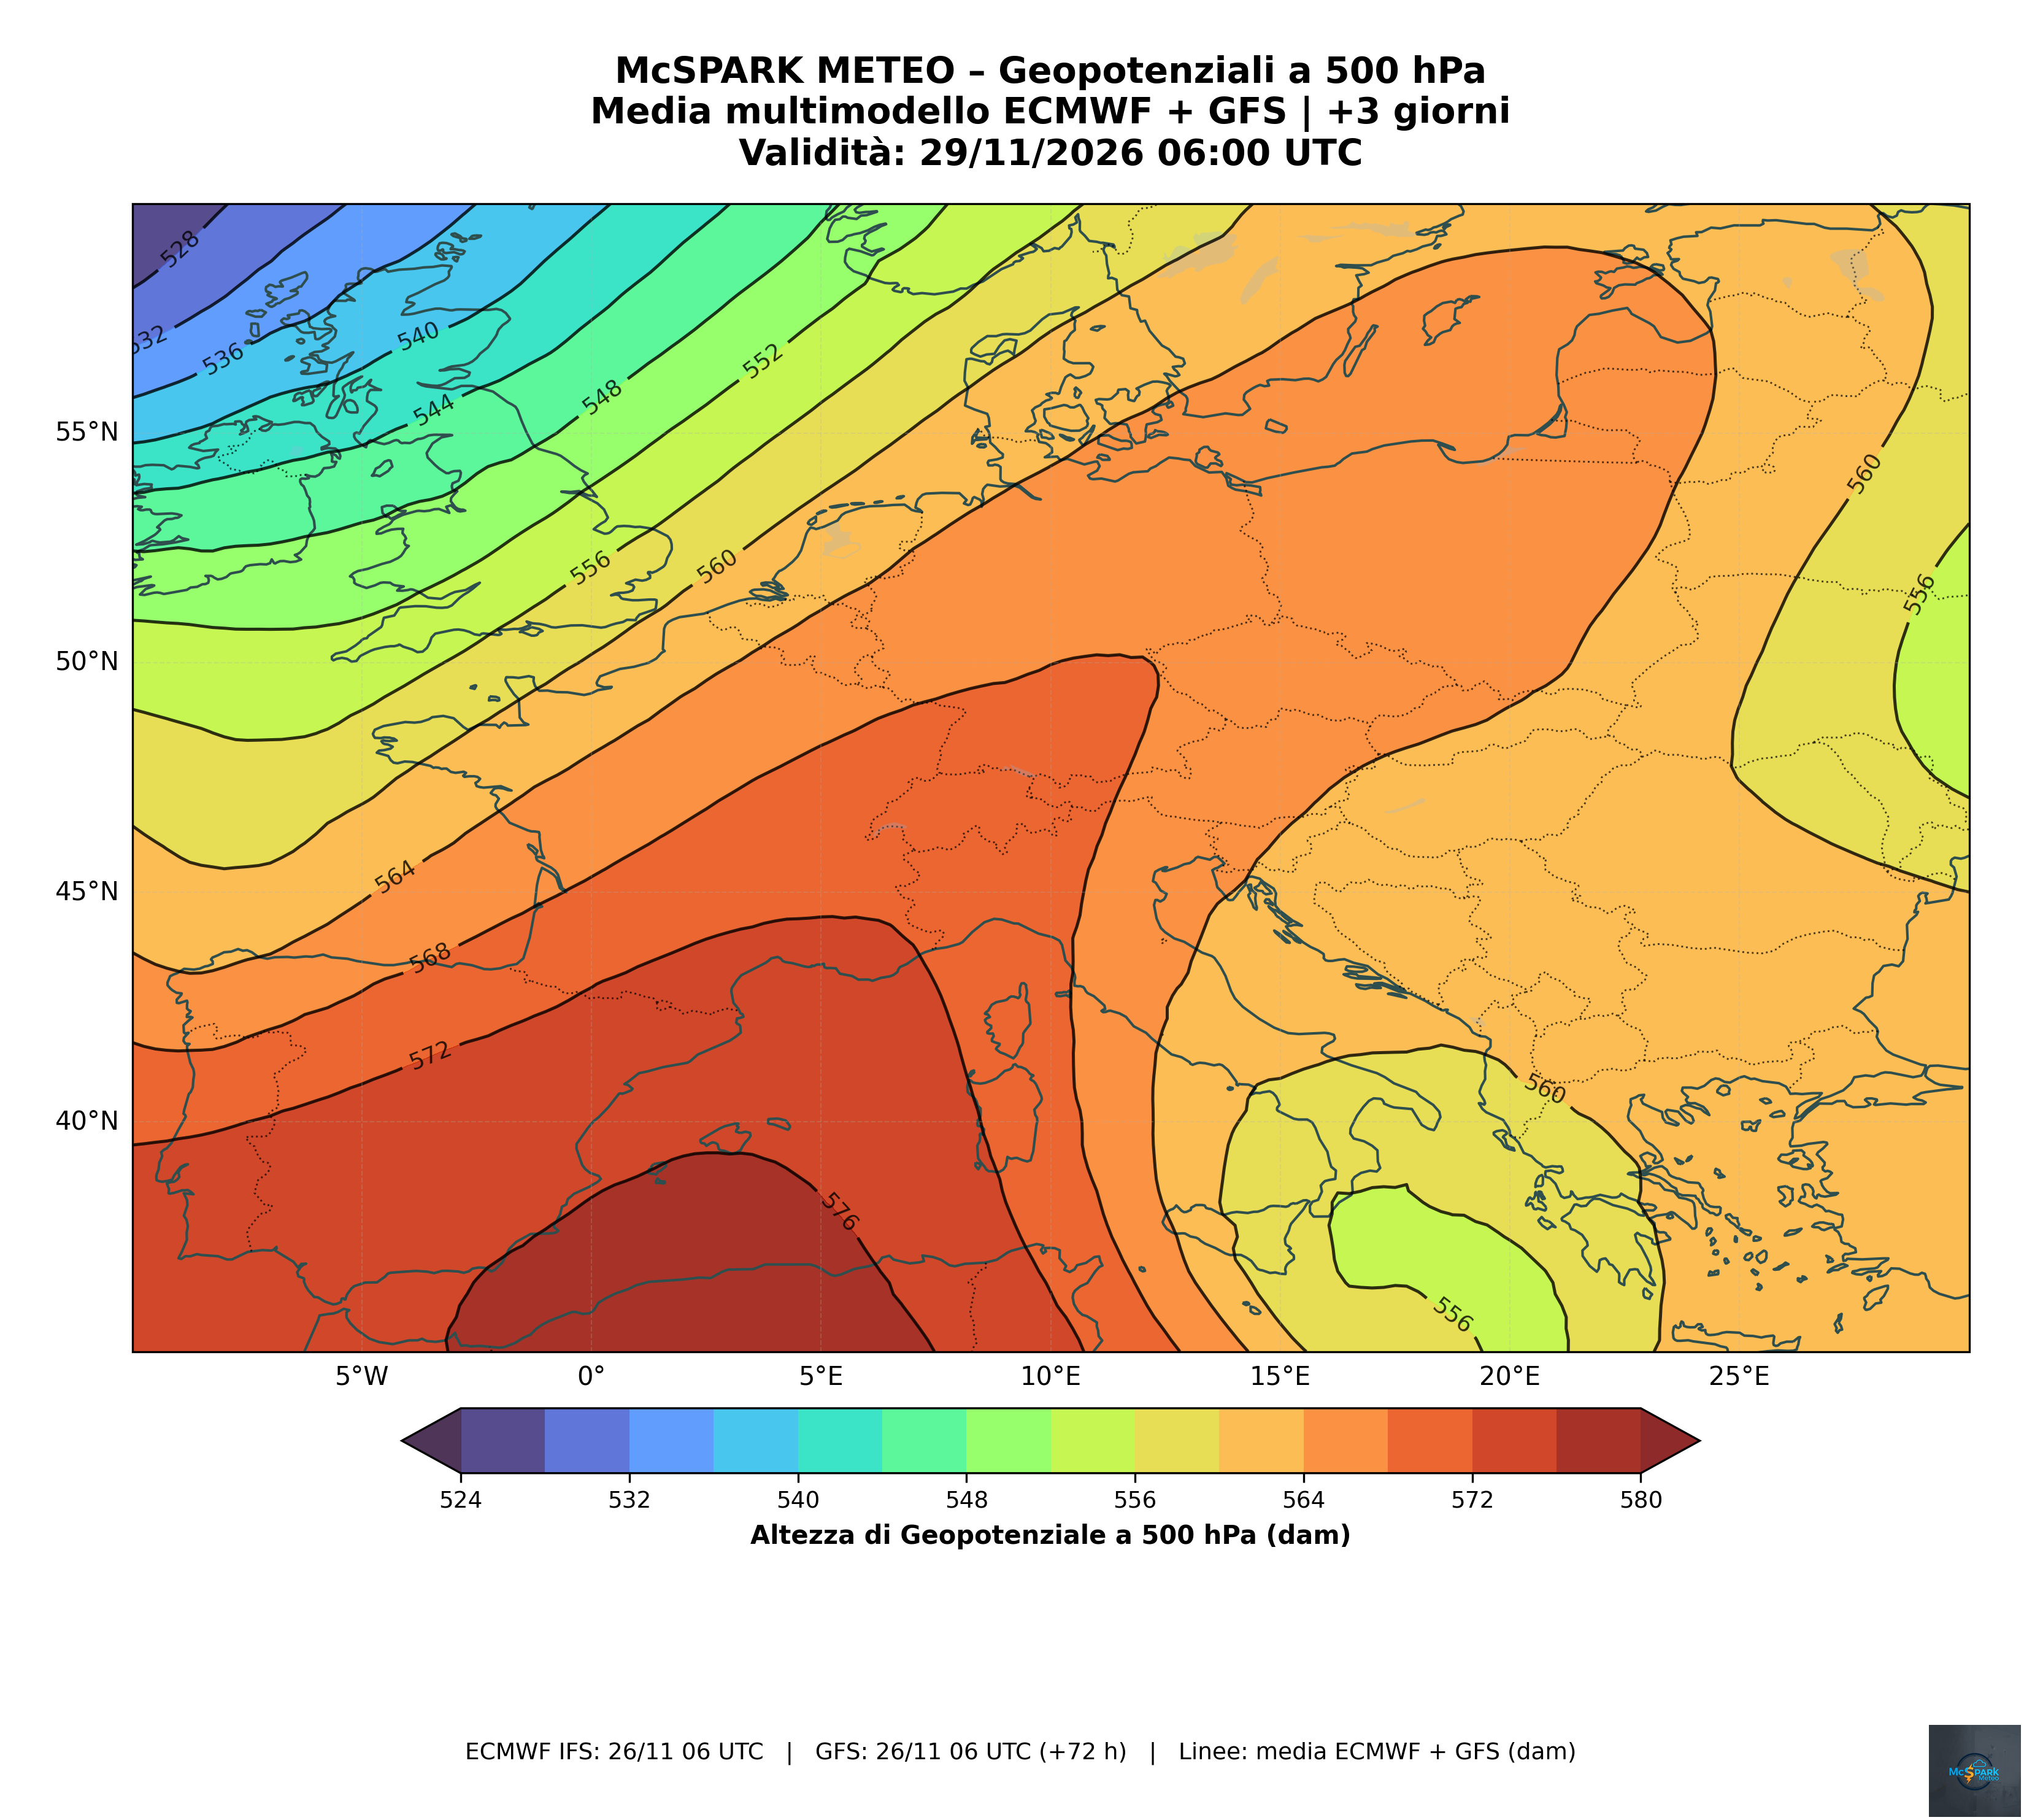 McSPARK METEO – Geopotenziali a 500 hPa
Media multimodello ECMWF + GFS | +3 giorni
Validità: 29/11/2026 06:00 UTC
528
532
536
540
544
548
552
556
560
564
568
572
576
560
556
560
556
55°N
50°N
45°N
40°N
5°W 0° 5°E 10°E 15°E 20°E 25°E
524 532 540 548 556 564 572 580
Altezza di Geopotenziale a 500 hPa (dam)
ECMWF IFS: 26/11 06 UTC | GFS: 26/11 06 UTC (+72 h) | Linee: media ECMWF + GFS (dam)
McSPARK
Meteo